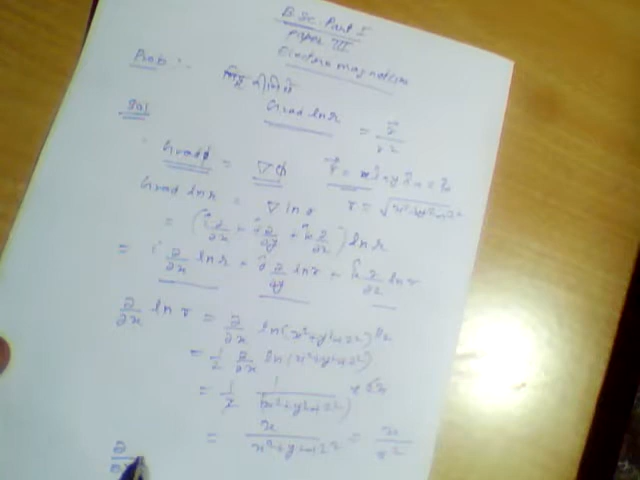 B.Sc. Part I
Paper III
Electromagnetism
Prob :-
सिद्ध कीजिये
Grad ln r = r⃗ / r²
Sol
Grad φ = ∇φ r⃗ = xî + yĵ + zk̂
Grad ln r = ∇ ln r r = √x²+y²+z²
= (î ∂/∂x + ĵ ∂/∂y + k̂ ∂/∂z) ln r
= î ∂/∂x ln r + ĵ ∂/∂y ln r + k̂ ∂/∂z ln r
∂/∂x ln r = ∂/∂x ln(x²+y²+z²)^1/2
= 1/2 ∂/∂x ln(x²+y²+z²)
= 1/2 1/(x²+y²+z²) × 2x
= x / x²+y²+z² = x / r²